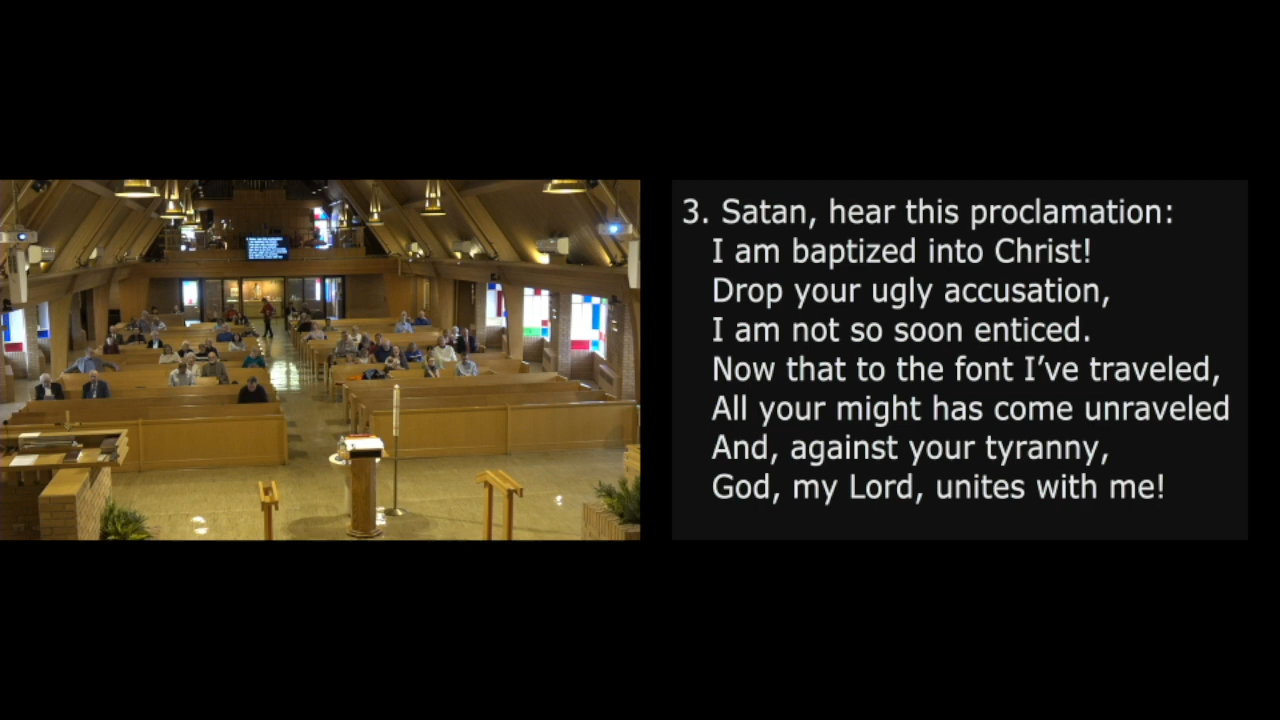 3. Satan, hear this proclamation:
I am baptized into Christ!
Drop your ugly accusation,
I am not so soon enticed.
Now that to the font I've traveled,
All your might has come unraveled
And, against your tyranny,
God, my Lord, unites with me!